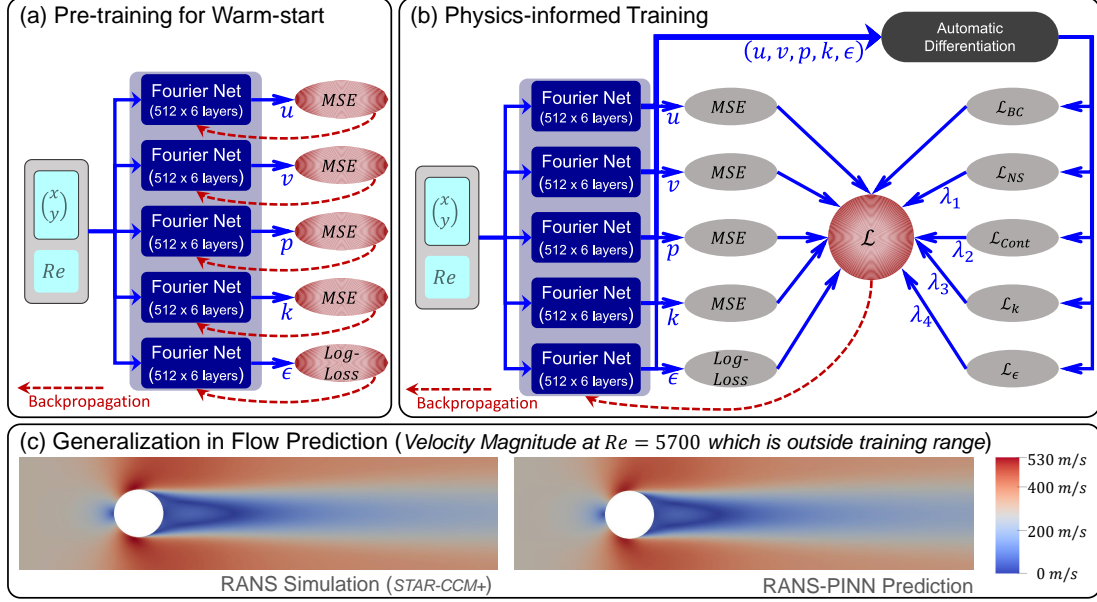 (a) Pre-training for Warm-start
Fourier Net
(512 x 6 layers)
u
MSE
Fourier Net
(512 x 6 layers)
v
MSE
(x y)
Fourier Net
(512 x 6 layers)
p
MSE
Re
Fourier Net
(512 x 6 layers)
k
MSE
Fourier Net
(512 x 6 layers)
ϵ
Log-
Loss
Backpropagation
(b) Physics-informed Training
(u, v, p, k, ϵ)
Automatic
Differentiation
Fourier Net
(512 x 6 layers)
u
MSE
ℒ_BC
Fourier Net
(512 x 6 layers)
v
MSE
ℒ_NS
λ₁
(x y)
Fourier Net
(512 x 6 layers)
p
MSE
ℒ
ℒ_Cont
λ₂
Re
Fourier Net
(512 x 6 layers)
k
MSE
λ₃
ℒ_k
λ₄
Fourier Net
(512 x 6 layers)
ϵ
Log-
Loss
ℒ_ϵ
Backpropagation
(c) Generalization in Flow Prediction (Velocity Magnitude at Re = 5700 which is outside training range)
530 m/s
400 m/s
200 m/s
0 m/s
RANS Simulation (STAR-CCM+)
RANS-PINN Prediction